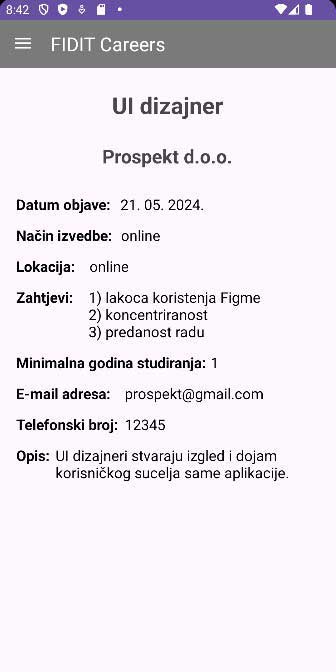 8:42
FIDIT Careers
UI dizajner
Prospekt d.o.o.
Datum objave: 21. 05. 2024.
Način izvedbe: online
Lokacija: online
Zahtjevi: 1) lakoca koristenja Figme
2) koncentriranost
3) predanost radu
Minimalna godina studiranja: 1
E-mail adresa: prospekt@gmail.com
Telefonski broj: 12345
Opis: UI dizajneri stvaraju izgled i dojam
korisničkog sucelja same aplikacije.